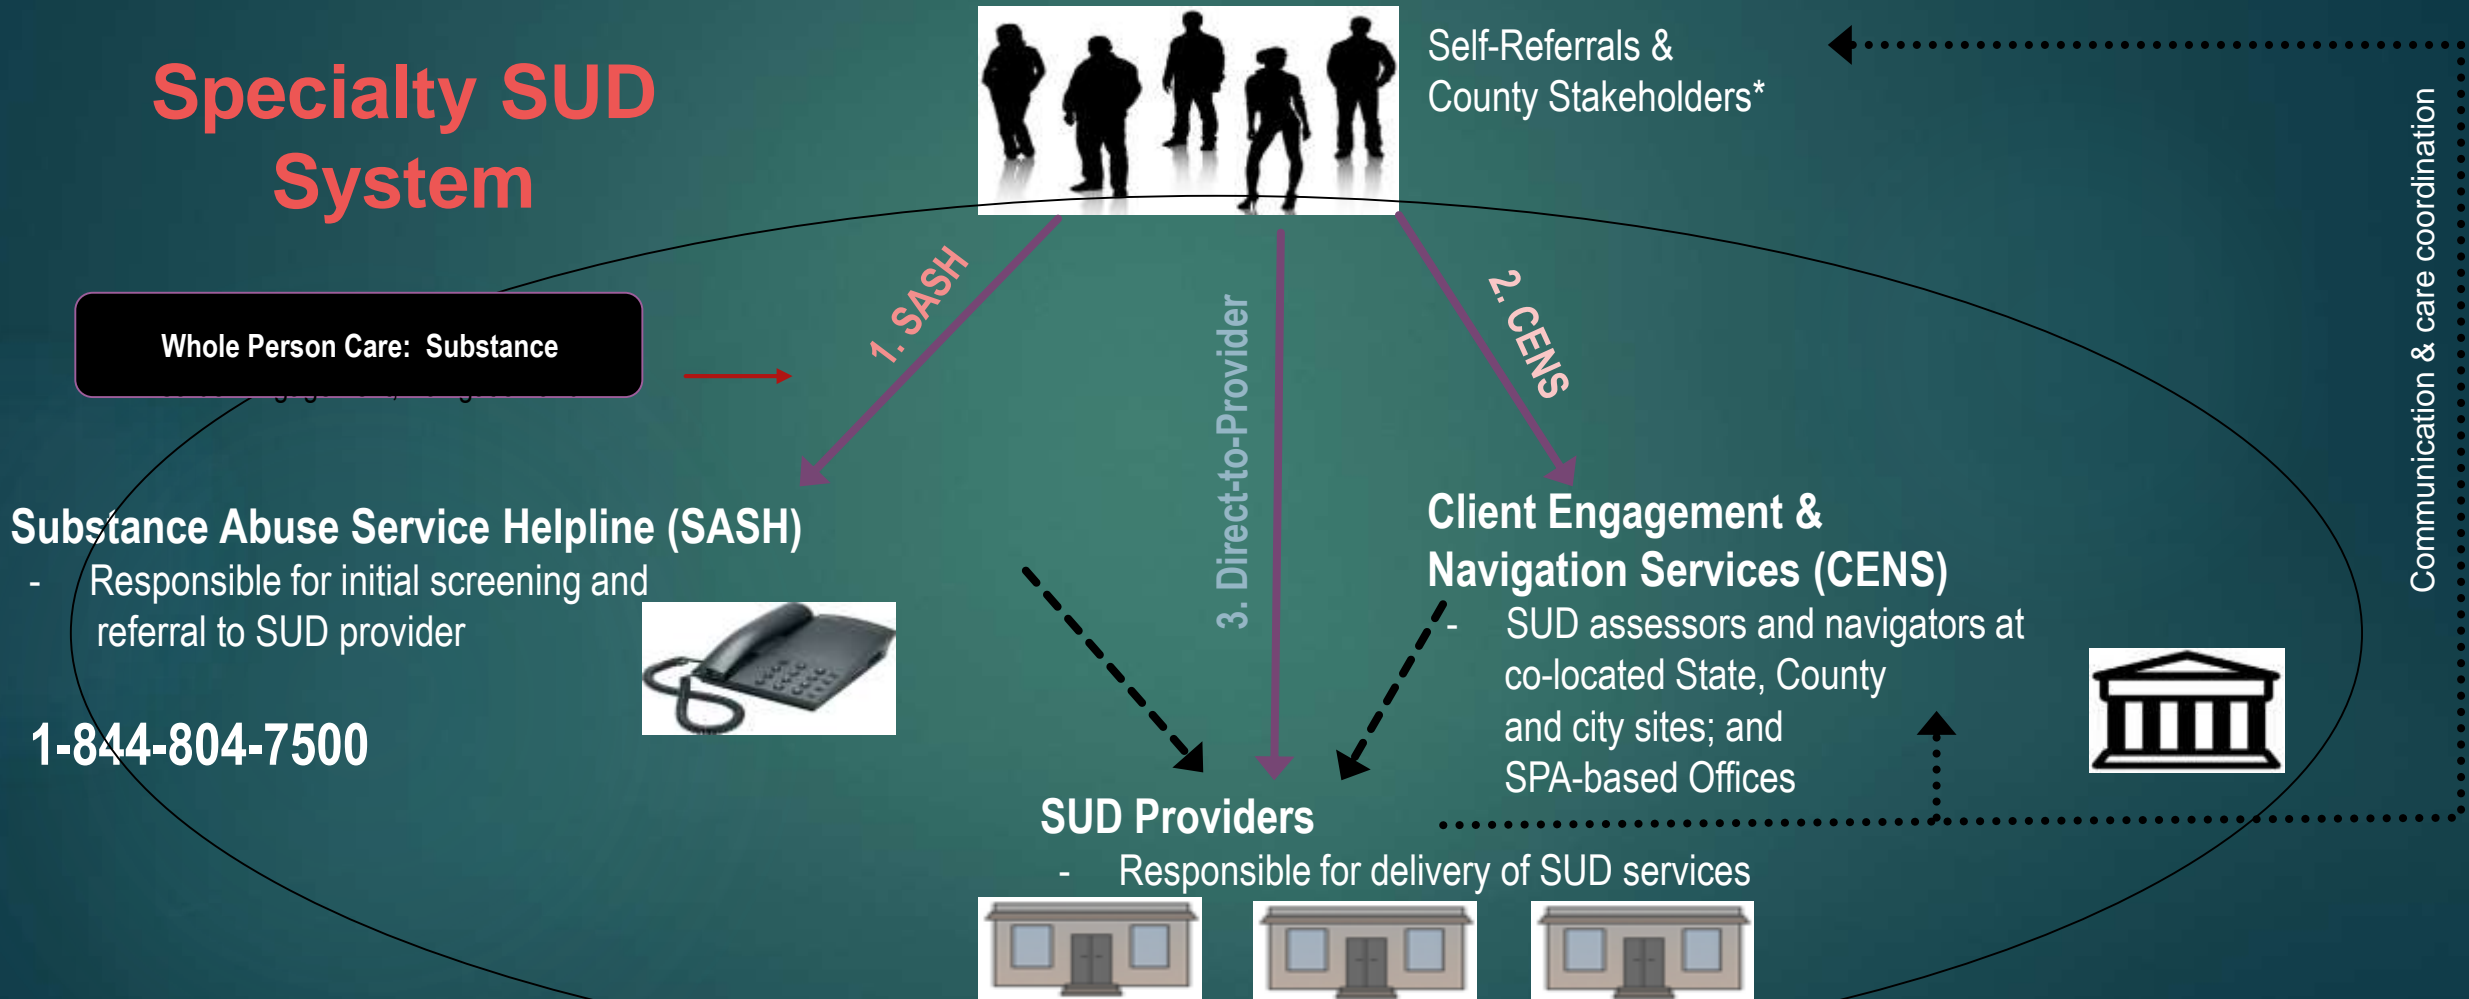 Specialty SUD
System
Self-Referrals &
County Stakeholders*
Communication & care coordination
Whole Person Care:  Substance
1. SASH
3. Direct-to-Provider
2. CENS
Substance Abuse Service Helpline (SASH)
- Responsible for initial screening and
referral to SUD provider
1-844-804-7500
Client Engagement &
Navigation Services (CENS)
- SUD assessors and navigators at
co-located State, County
and city sites; and
SPA-based Offices
SUD Providers
- Responsible for delivery of SUD services